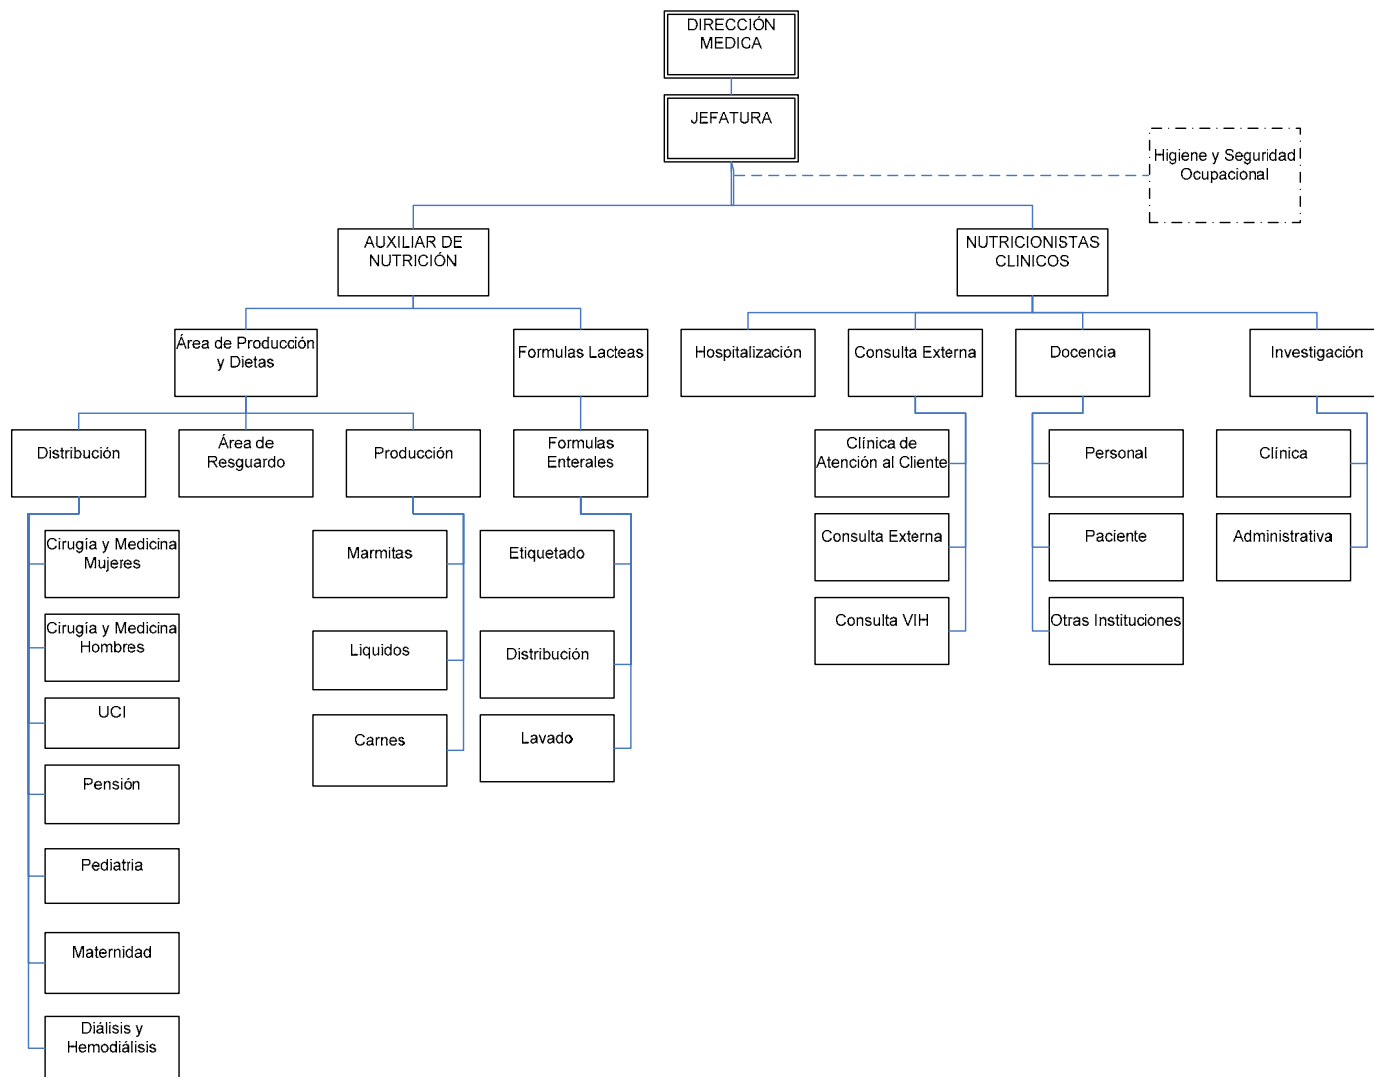 DIRECCIÓN
MEDICA
JEFATURA
Higiene y Seguridad
Ocupacional
AUXILIAR DE
NUTRICIÓN
NUTRICIONISTAS
CLINICOS
Área de Producción
y Dietas
Formulas Lacteas
Hospitalización
Consulta Externa
Docencia
Investigación
Distribución
Área de
Resguardo
Producción
Formulas
Enterales
Clínica de
Atención al Cliente
Personal
Clínica
Cirugía y Medicina
Mujeres
Marmitas
Etiquetado
Consulta Externa
Paciente
Administrativa
Cirugía y Medicina
Hombres
Liquidos
Distribución
Consulta VIH
Otras Instituciones
UCI
Carnes
Lavado
Pensión
Pediatria
Maternidad
Diálisis y
Hemodiálisis